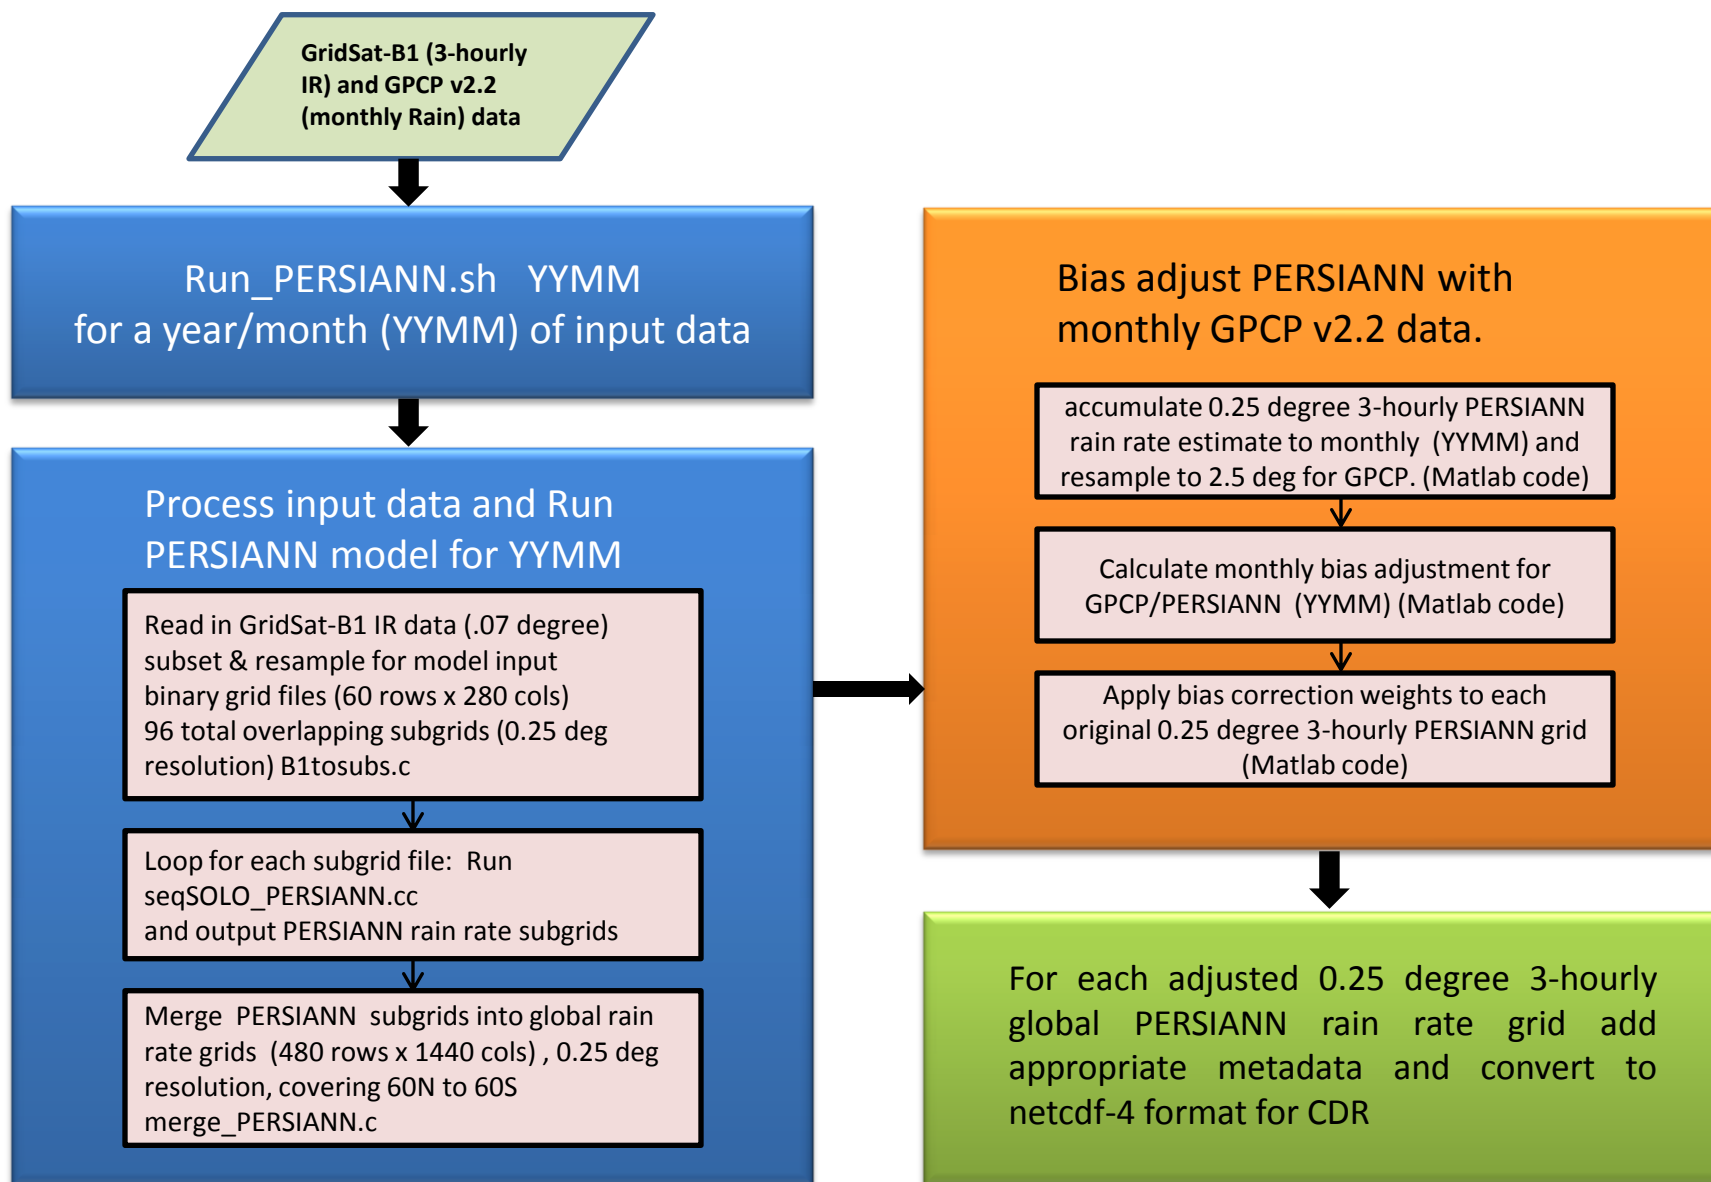 GridSat-B1 (3-hourly
IR) and GPCP v2.2
(monthly Rain) data
Run_PERSIANN.sh YYMM
for a year/month (YYMM) of input data
Process input data and Run
PERSIANN model for YYMM
Read in GridSat-B1 IR data (.07 degree)
subset & resample for model input
binary grid files (60 rows x 280 cols)
96 total overlapping subgrids (0.25 deg
resolution) B1tosubs.c
Loop for each subgrid file: Run
seqSOLO_PERSIANN.cc
and output PERSIANN rain rate subgrids
Merge PERSIANN subgrids into global rain
rate grids (480 rows x 1440 cols) , 0.25 deg
resolution, covering 60N to 60S
merge_PERSIANN.c
Bias adjust PERSIANN with
monthly GPCP v2.2 data.
accumulate 0.25 degree 3-hourly PERSIANN
rain rate estimate to monthly (YYMM) and
resample to 2.5 deg for GPCP. (Matlab code)
Calculate monthly bias adjustment for
GPCP/PERSIANN (YYMM) (Matlab code)
Apply bias correction weights to each
original 0.25 degree 3-hourly PERSIANN grid
(Matlab code)
For each adjusted 0.25 degree 3-hourly
global PERSIANN rain rate grid add
appropriate metadata and convert to
netcdf-4 format for CDR